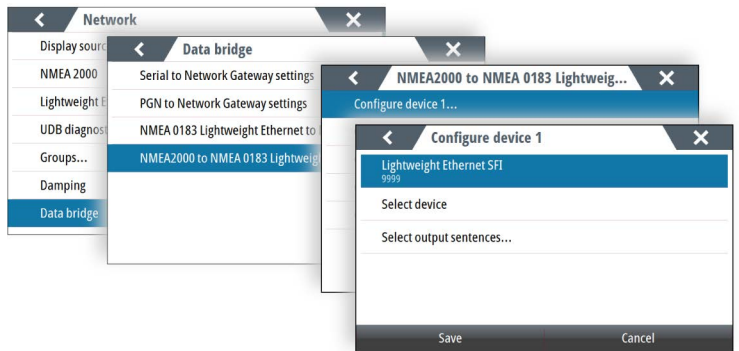 Network
Display sourc
NMEA 2000
Lightweight E
UDB diagnost
Groups...
Damping
Data bridge
Data bridge
Serial to Network Gateway settings
PGN to Network Gateway settings
NMEA 0183 Lightweight Ethernet to
NMEA2000 to NMEA 0183 Lightweig
NMEA2000 to NMEA 0183 Lightweig...
Configure device 1...
Configure device 1
Lightweight Ethernet SFI
9999
Select device
Select output sentences...
Save
Cancel